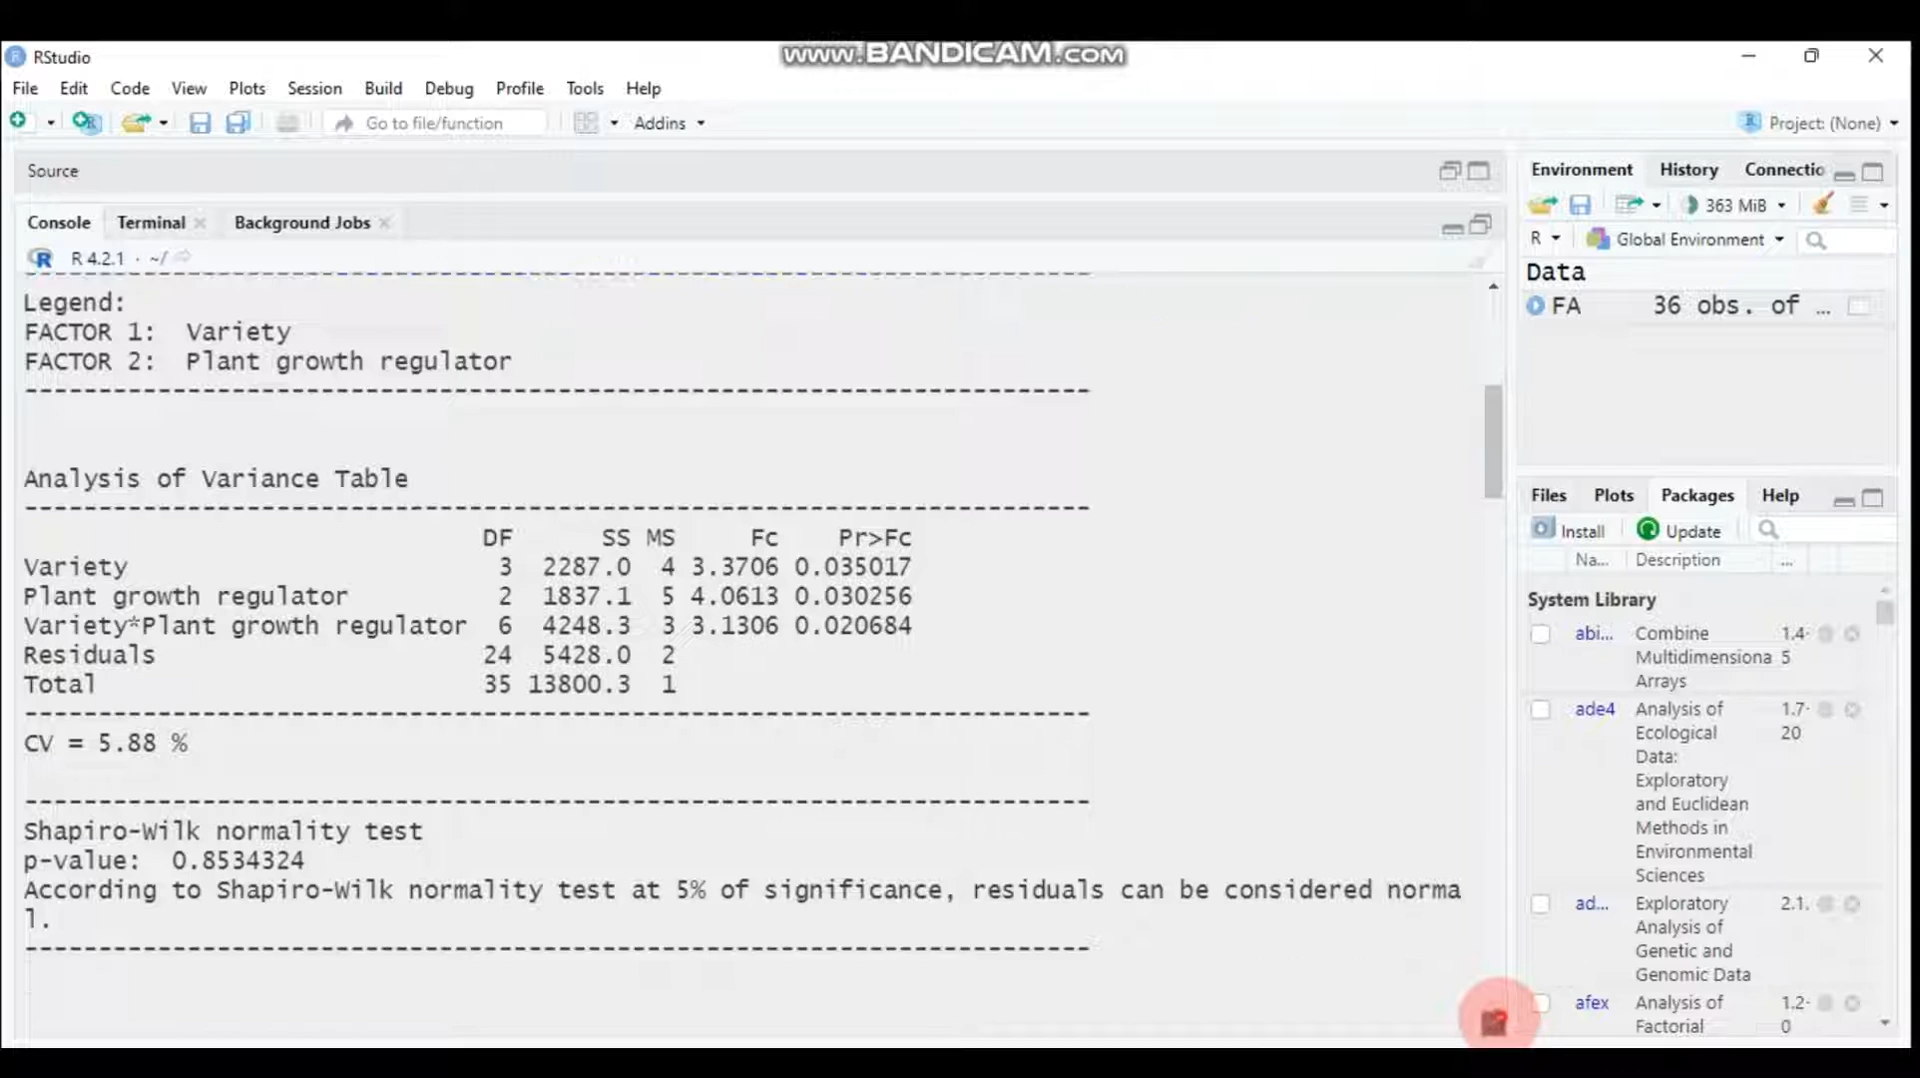 www.BANDICAM.com
RStudio
File Edit Code View Plots Session Build Debug Profile Tools Help
Go to file/function Addins Project: (None)
Source
Console Terminal Background Jobs
R 4.2.1 · ~/
Legend:
FACTOR 1: Variety
FACTOR 2: Plant growth regulator
Analysis of Variance Table
DF SS MS Fc Pr>Fc
Variety 3 2287.0 4 3.3706 0.035017
Plant growth regulator 2 1837.1 5 4.0613 0.030256
Variety*Plant growth regulator 6 4248.3 3 3.1306 0.020684
Residuals 24 5428.0 2
Total 35 13800.3 1
CV = 5.88 %
Shapiro-Wilk normality test
p-value: 0.8534324
According to Shapiro-Wilk normality test at 5% of significance, residuals can be considered norma
l.
Environment History Connectio
363 MiB
R Global Environment
Data
FA 36 obs. of ...
Files Plots Packages Help
Install Update
Na... Description ...
System Library
abi... Combine 1.4-
Multidimensiona 5
Arrays
ade4 Analysis of 1.7-
Ecological 20
Data:
Exploratory
and Euclidean
Methods in
Environmental
Sciences
ad... Exploratory 2.1.
Analysis of
Genetic and
Genomic Data
afex Analysis of 1.2-
Factorial 0